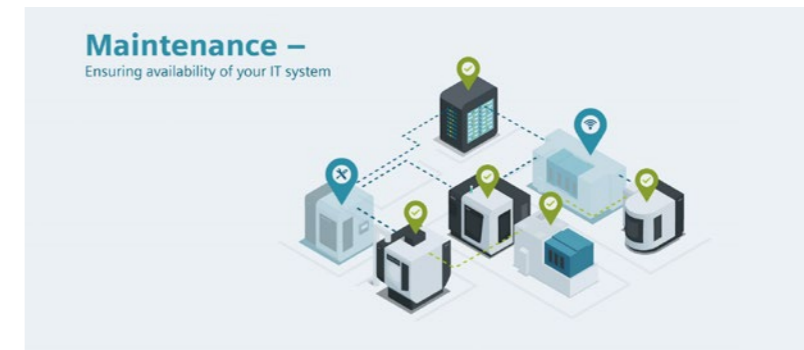 Maintenance –
Ensuring availability of your IT system